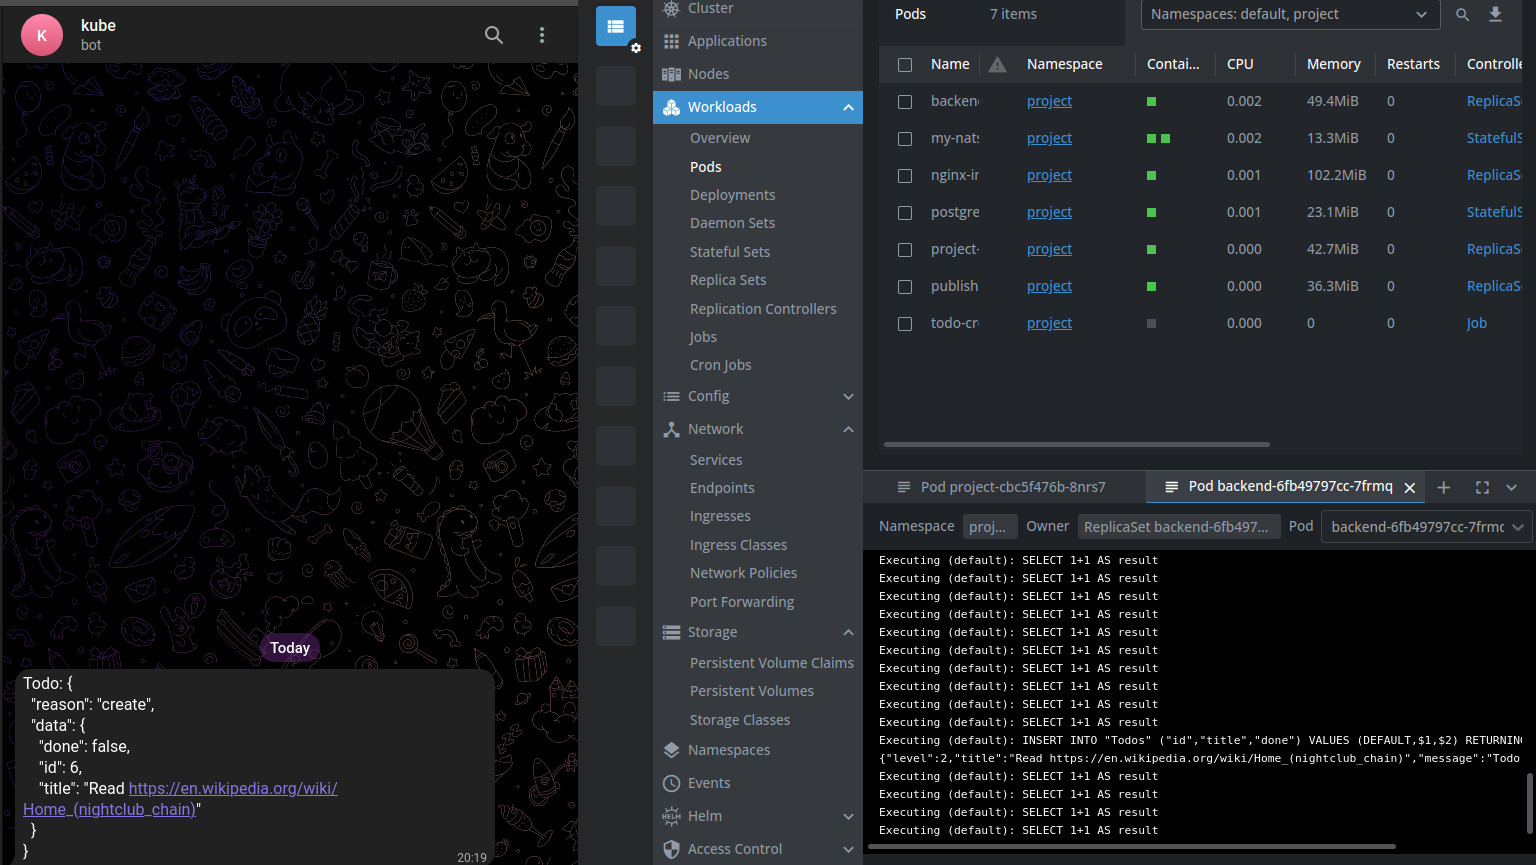 K
kube
bot
Today
Todo: {
"reason": "create",
"data": {
"done": false,
"id": 6,
"title": "Read https://en.wikipedia.org/wiki/
Home_(nightclub_chain)"
}
}
20:19
Cluster
Applications
Nodes
Workloads
Overview
Pods
Deployments
Daemon Sets
Stateful Sets
Replica Sets
Replication Controllers
Jobs
Cron Jobs
Config
Network
Services
Endpoints
Ingresses
Ingress Classes
Network Policies
Port Forwarding
Storage
Persistent Volume Claims
Persistent Volumes
Storage Classes
Namespaces
Events
HELM
Helm
Access Control
Pods 7 items Namespaces: default, project
Name Namespace Contai... CPU Memory Restarts Controlle
backen project 0.002 49.4MiB 0 ReplicaS
my-nats project 0.002 13.3MiB 0 StatefulS
nginx-in project 0.001 102.2MiB 0 ReplicaS
postgre project 0.001 23.1MiB 0 StatefulS
project- project 0.000 42.7MiB 0 ReplicaS
publish project 0.000 36.3MiB 0 ReplicaS
todo-cr project 0.000 0 0 Job
Pod project-cbc5f476b-8nrs7 Pod backend-6fb49797cc-7frmq
Namespace proj... Owner ReplicaSet backend-6fb497... Pod backend-6fb49797cc-7frmq
Executing (default): SELECT 1+1 AS result
Executing (default): SELECT 1+1 AS result
Executing (default): SELECT 1+1 AS result
Executing (default): SELECT 1+1 AS result
Executing (default): SELECT 1+1 AS result
Executing (default): SELECT 1+1 AS result
Executing (default): SELECT 1+1 AS result
Executing (default): SELECT 1+1 AS result
Executing (default): SELECT 1+1 AS result
Executing (default): SELECT 1+1 AS result
Executing (default): INSERT INTO "Todos" ("id","title","done") VALUES (DEFAULT,$1,$2) RETURNING
{"level":2,"title":"Read https://en.wikipedia.org/wiki/Home_(nightclub_chain)","message":"Todo
Executing (default): SELECT 1+1 AS result
Executing (default): SELECT 1+1 AS result
Executing (default): SELECT 1+1 AS result
Executing (default): SELECT 1+1 AS result